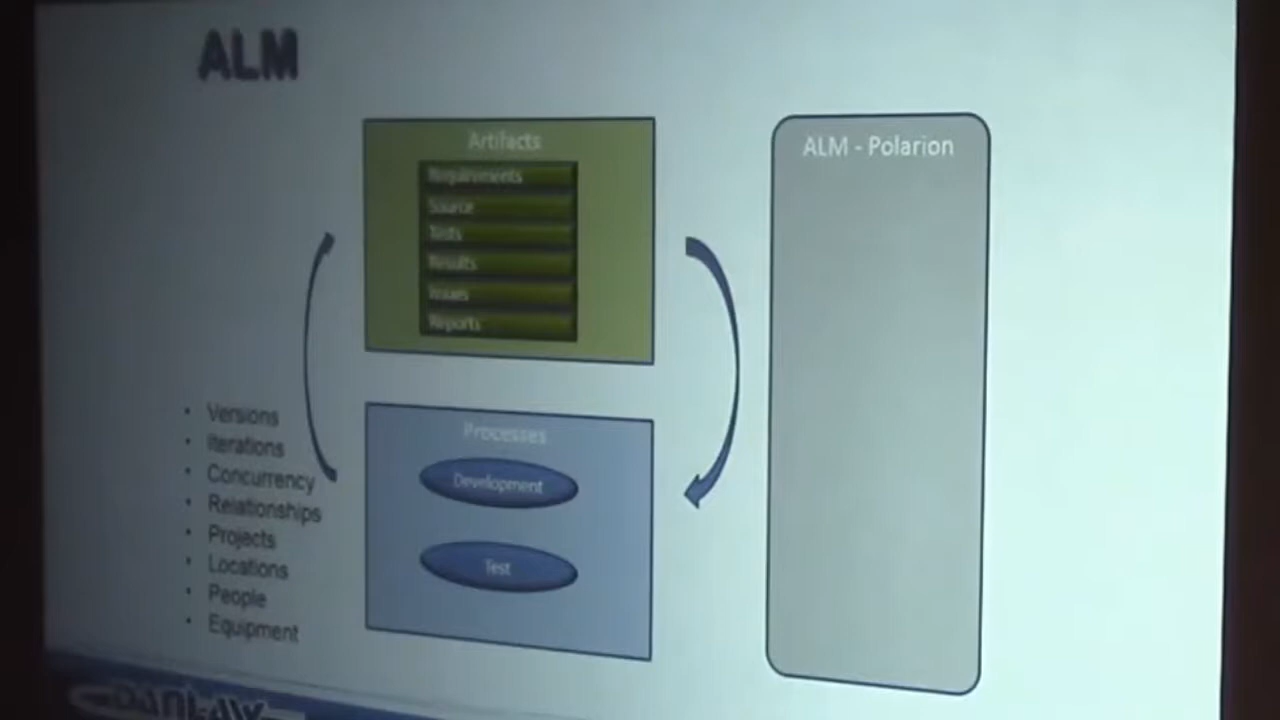 ALM
Artifacts
Requirements
Source
Tests
Results
Issues
Reports
ALM - Polarion
Processes
Development
Test
• Versions
• Iterations
• Concurrency
• Relationships
• Projects
• Locations
• People
• Equipment
DANLAW